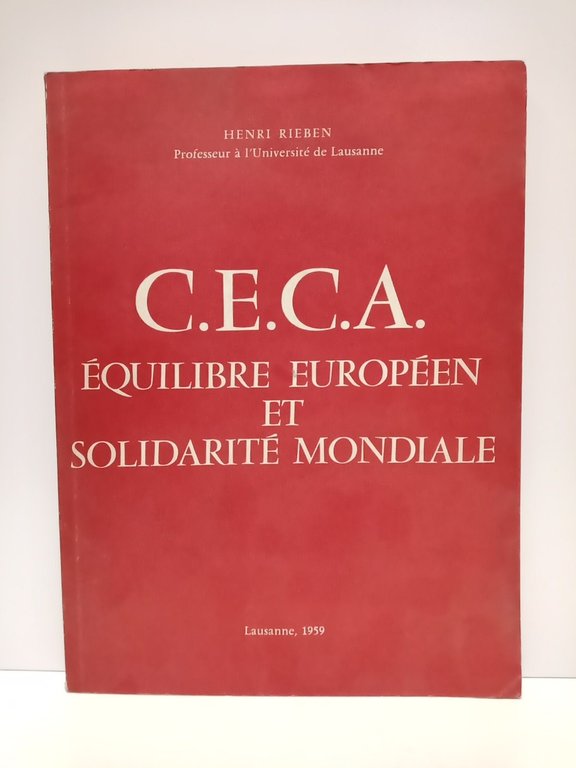 HENRI RIEBEN
Professeur à l'Université de Lausanne
C.E.C.A.
ÉQUILIBRE EUROPÉEN
ET
SOLIDARITÉ MONDIALE
Lausanne, 1959